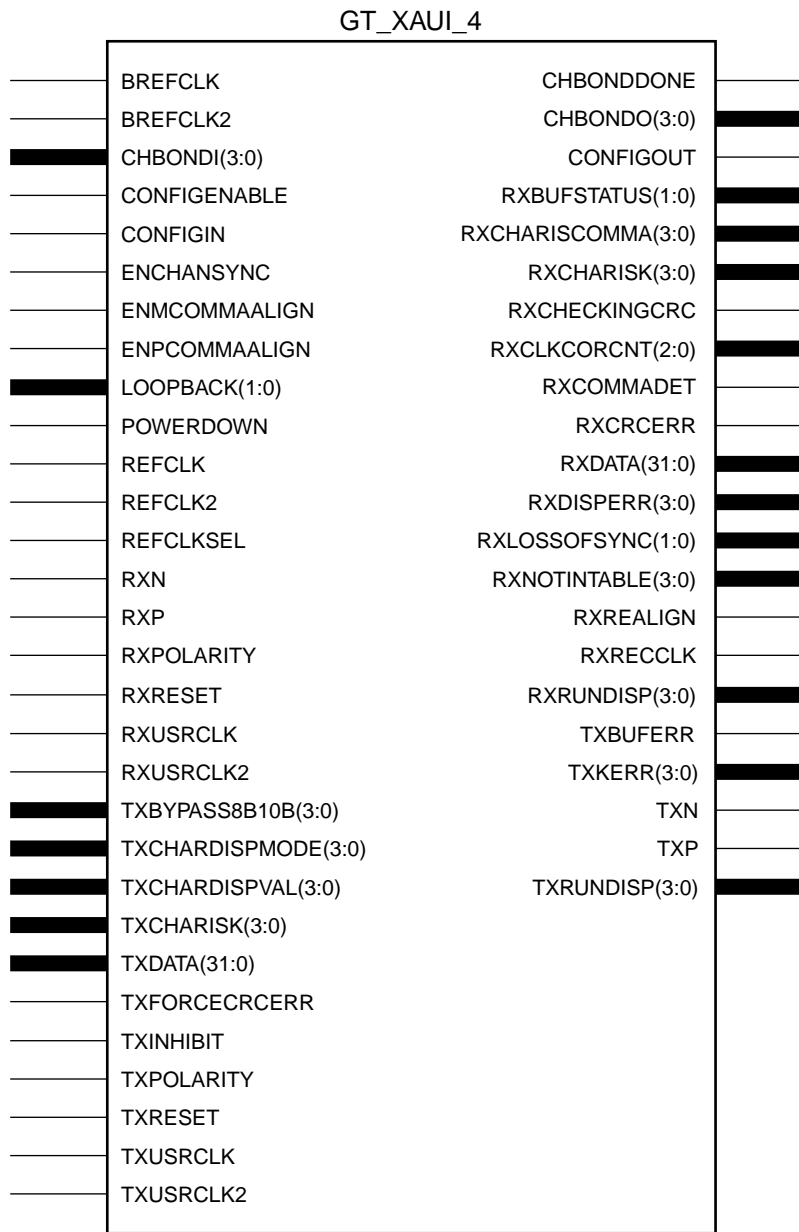 GT_XAUI_4
BREFCLK CHBONDDONE
BREFCLK2 CHBONDO(3:0)
CHBONDI(3:0) CONFIGOUT
CONFIGENABLE RXBUFSTATUS(1:0)
CONFIGIN RXCHARISCOMMA(3:0)
ENCHANSYNC RXCHARISK(3:0)
ENMCOMMAALIGN RXCHECKINGCRC
ENPCOMMAALIGN RXCLKCORCNT(2:0)
LOOPBACK(1:0) RXCOMMADET
POWERDOWN RXCRCERR
REFCLK RXDATA(31:0)
REFCLK2 RXDISPERR(3:0)
REFCLKSEL RXLOSSOFSYNC(1:0)
RXN RXNOTINTABLE(3:0)
RXP RXREALIGN
RXPOLARITY RXRECCLK
RXRESET RXRUNDISP(3:0)
RXUSRCLK TXBUFERR
RXUSRCLK2 TXKERR(3:0)
TXBYPASS8B10B(3:0) TXN
TXCHARDISPMODE(3:0) TXP
TXCHARDISPVAL(3:0) TXRUNDISP(3:0)
TXCHARISK(3:0)
TXDATA(31:0)
TXFORCECRCERR
TXINHIBIT
TXPOLARITY
TXRESET
TXUSRCLK
TXUSRCLK2